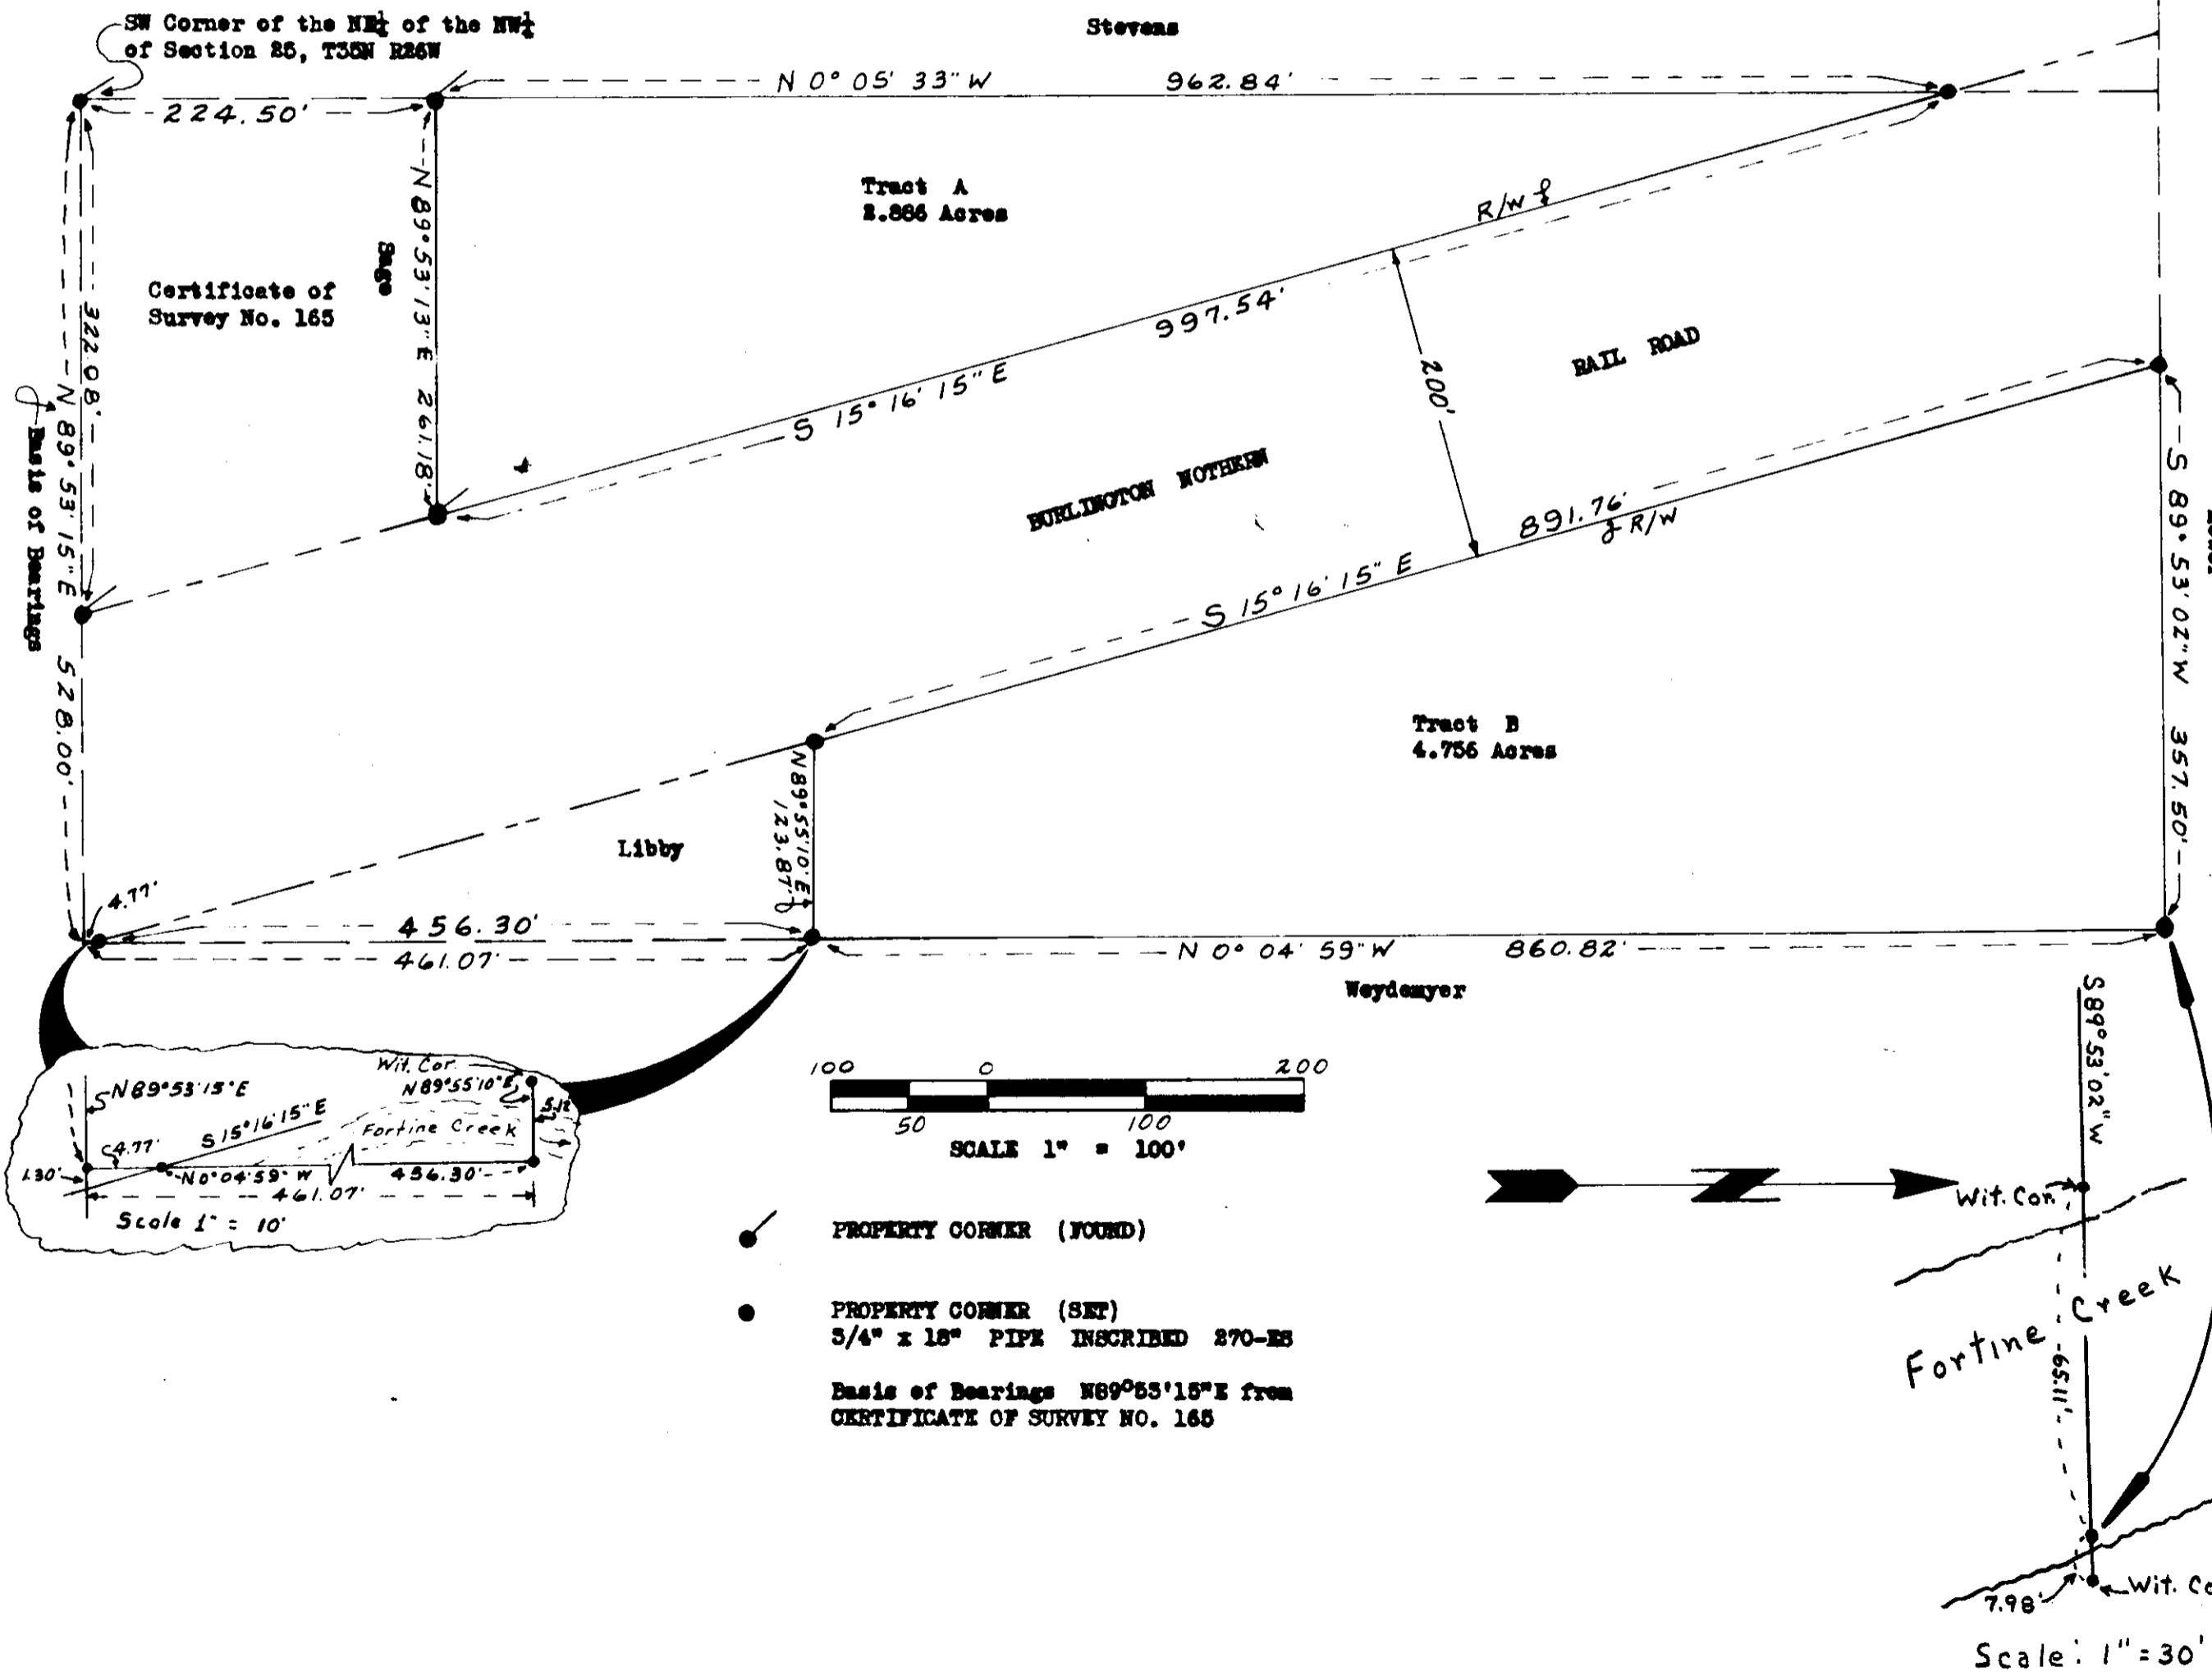 SW Corner of the NE¼ of the NW¼
of Section 25, T35N R26W
Stevens
N 0° 05' 33" W 962.84'
224.50'
Tract A
2.886 Acres
N 89° 53' 13" E 261.18'
Sage
Certificate of
Survey No. 165
322.08'
N 89° 53' 15" E 528.00'
Basis of Bearings
R/W
997.54'
S 15° 16' 15" E
200'
RAIL ROAD
BURLINGTON NOTHERN
891.76'
R/W
S 15° 16' 15" E
S 89° 53' 02" W 357.50'
Tract B
4.756 Acres
N 89° 55' 10" E
123.87'
Libby
4.77'
456.30'
461.07'
N 0° 04' 59" W 860.82'
Weydemyer
Wit. Cor.
N 89° 55' 10" E
N 89° 53' 15" E
5.12
S 15° 16' 15" E
Fortine Creek
4.77'
1.30'
N 0° 04' 59" W 456.30'
461.07'
Scale 1" = 10'
100 0 200
50 100
SCALE 1" = 100'
PROPERTY CORNER (FOUND)
PROPERTY CORNER (SET)
3/4" x 18" PIPE INSCRIBED 270-ES
Basis of Bearings N89°53'15"E from
CERTIFICATE OF SURVEY NO. 165
N
S 89° 53' 02" W
Wit. Cor.
Fortine Creek
65.11'
7.98'
Wit. Co
Scale: 1" = 30'